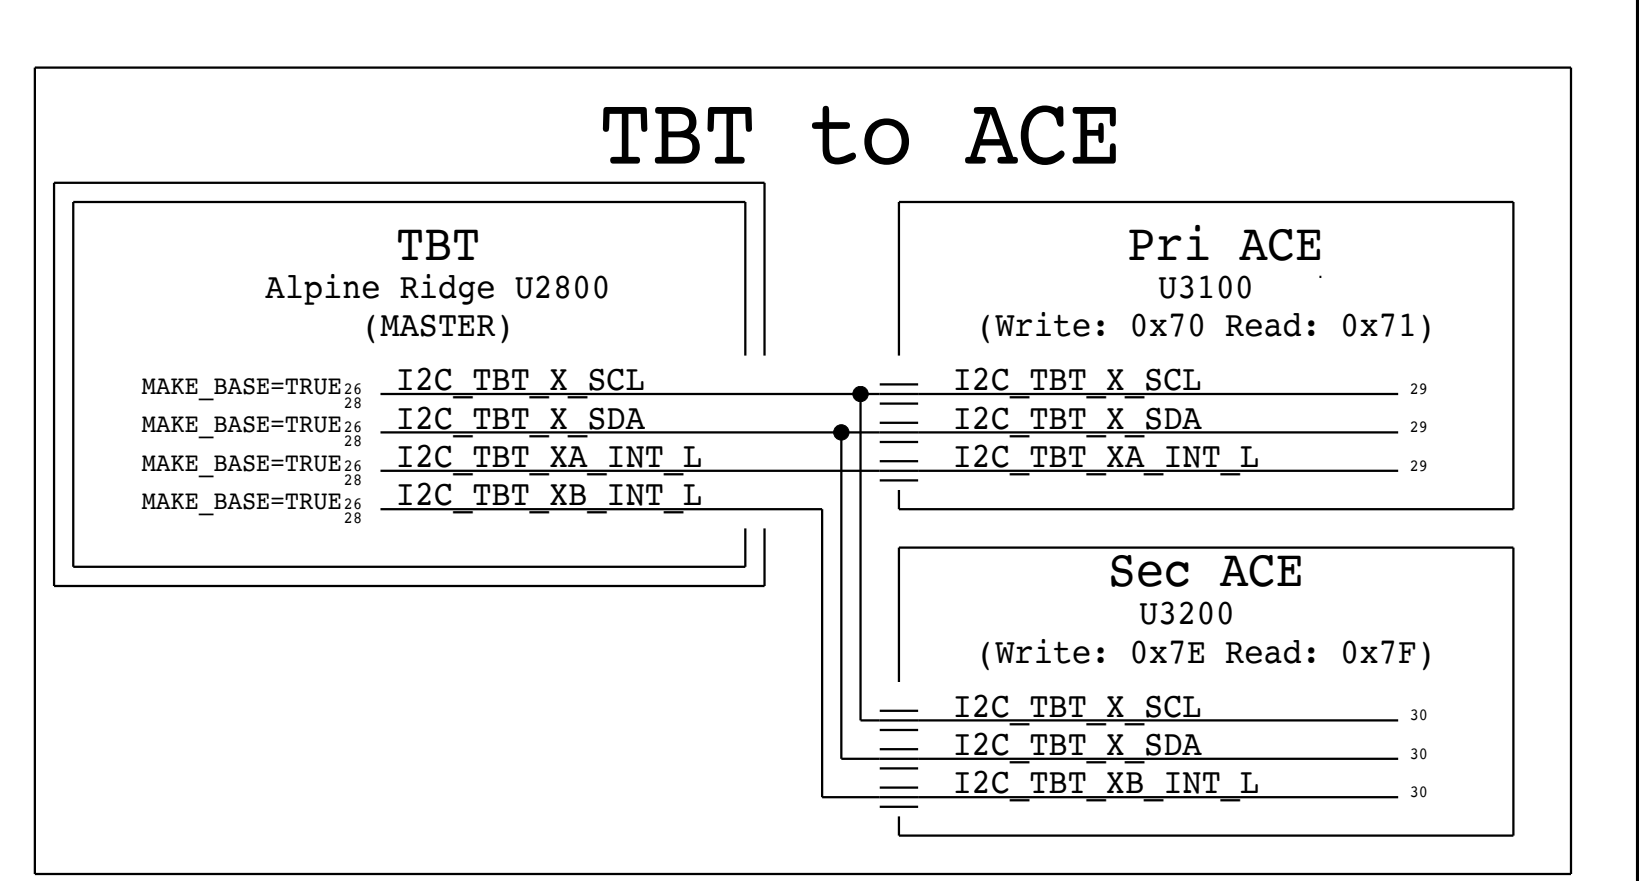 TBT to ACE
TBT
Alpine Ridge U2800
(MASTER)
MAKE_BASE=TRUE 26 28 I2C_TBT_X_SCL
MAKE_BASE=TRUE 26 28 I2C_TBT_X_SDA
MAKE_BASE=TRUE 26 28 I2C_TBT_XA_INT_L
MAKE_BASE=TRUE 26 28 I2C_TBT_XB_INT_L
Pri ACE
U3100
(Write: 0x70 Read: 0x71)
I2C_TBT_X_SCL 29
I2C_TBT_X_SDA 29
I2C_TBT_XA_INT_L 29
Sec ACE
U3200
(Write: 0x7E Read: 0x7F)
I2C_TBT_X_SCL 30
I2C_TBT_X_SDA 30
I2C_TBT_XB_INT_L 30